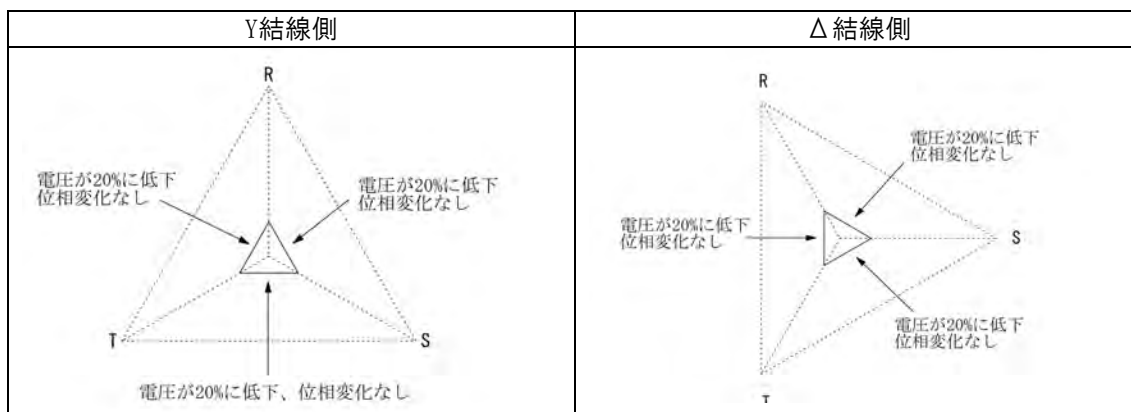 Y結線側
Δ結線側
R
電圧が20%に低下
位相変化なし
電圧が20%に低下
位相変化なし
T
S
電圧が20%に低下、位相変化なし
R
電圧が20%に低下
位相変化なし
電圧が20%に低下
位相変化なし
S
電圧が20%に低下
位相変化なし
T